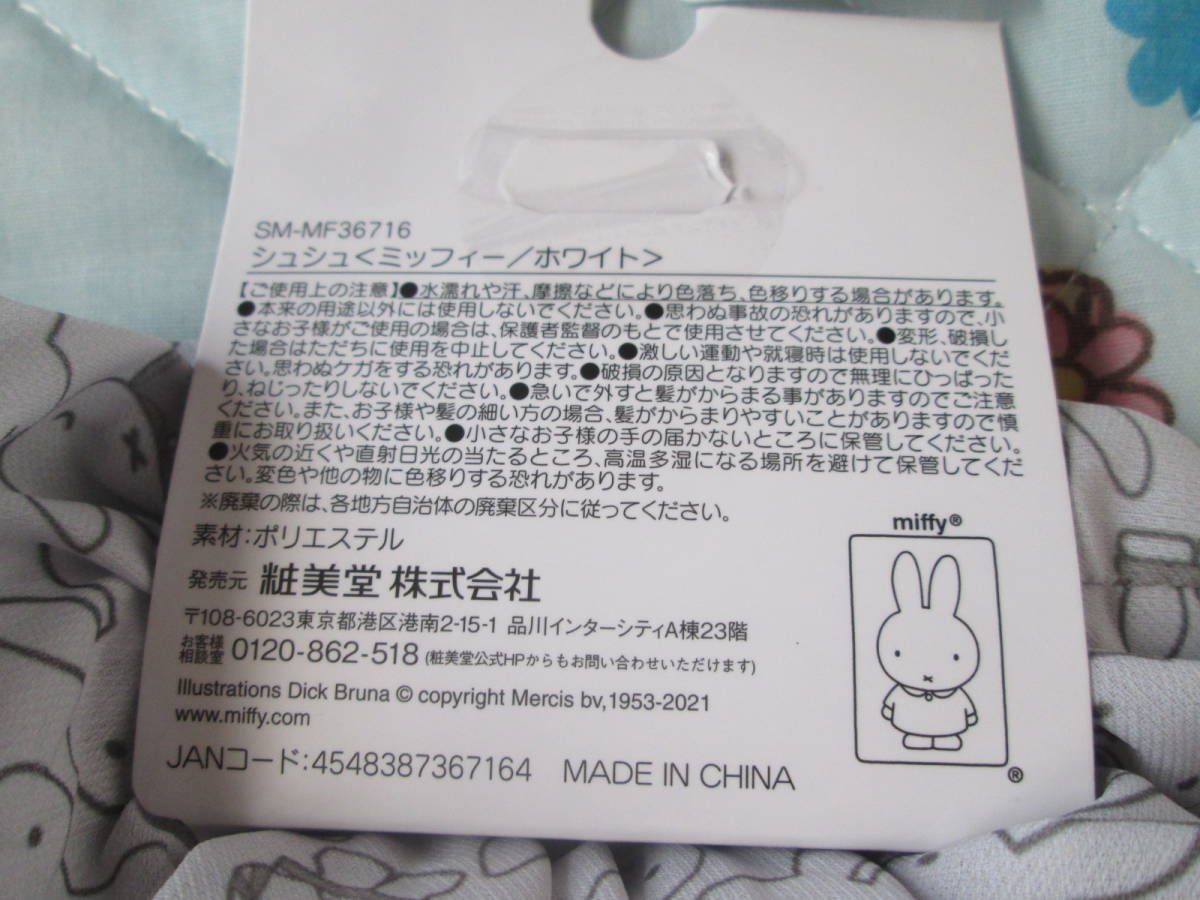 SM-MF36716
シュシュ<ミッフィー/ホワイト>
【ご使用上の注意】●水濡れや汗、摩擦などにより色落ち、色移りする場合があります。
●本来の用途以外には使用しないでください。●思わぬ事故の恐れがありますので、小
さなお子様がご使用の場合は、保護者監督のもとで使用させてください。●変形、破損し
た場合はただちに使用を中止してください。●激しい運動や就寝時は使用しないでくだ
さい。思わぬケガをする恐れがあります。●破損の原因となりますので無理にひっぱった
り、ねじったりしないでください。●急いで外すと髪がからまる事がありますのでご注意
ください。また、お子様や髪の細い方の場合、髪がからまりやすいことがありますので慎
重にお取り扱いください。●小さなお子様の手の届かないところに保管してください。
●火気の近くや直射日光の当たるところ、高温多湿になる場所を避けて保管してくだ
さい。変色や他の物に色移りする恐れがあります。
※廃棄の際は、各地方自治体の廃棄区分に従ってください。
素材:ポリエステル
発売元 粧美堂 株式会社
〒108-6023東京都港区港南2-15-1 品川インターシティA棟23階
お客様相談室 0120-862-518 (粧美堂公式HPからもお問い合わせいただけます)
Illustrations Dick Bruna © copyright Mercis bv,1953-2021
www.miffy.com
JANコード:4548387367164 MADE IN CHINA
miffy®
®